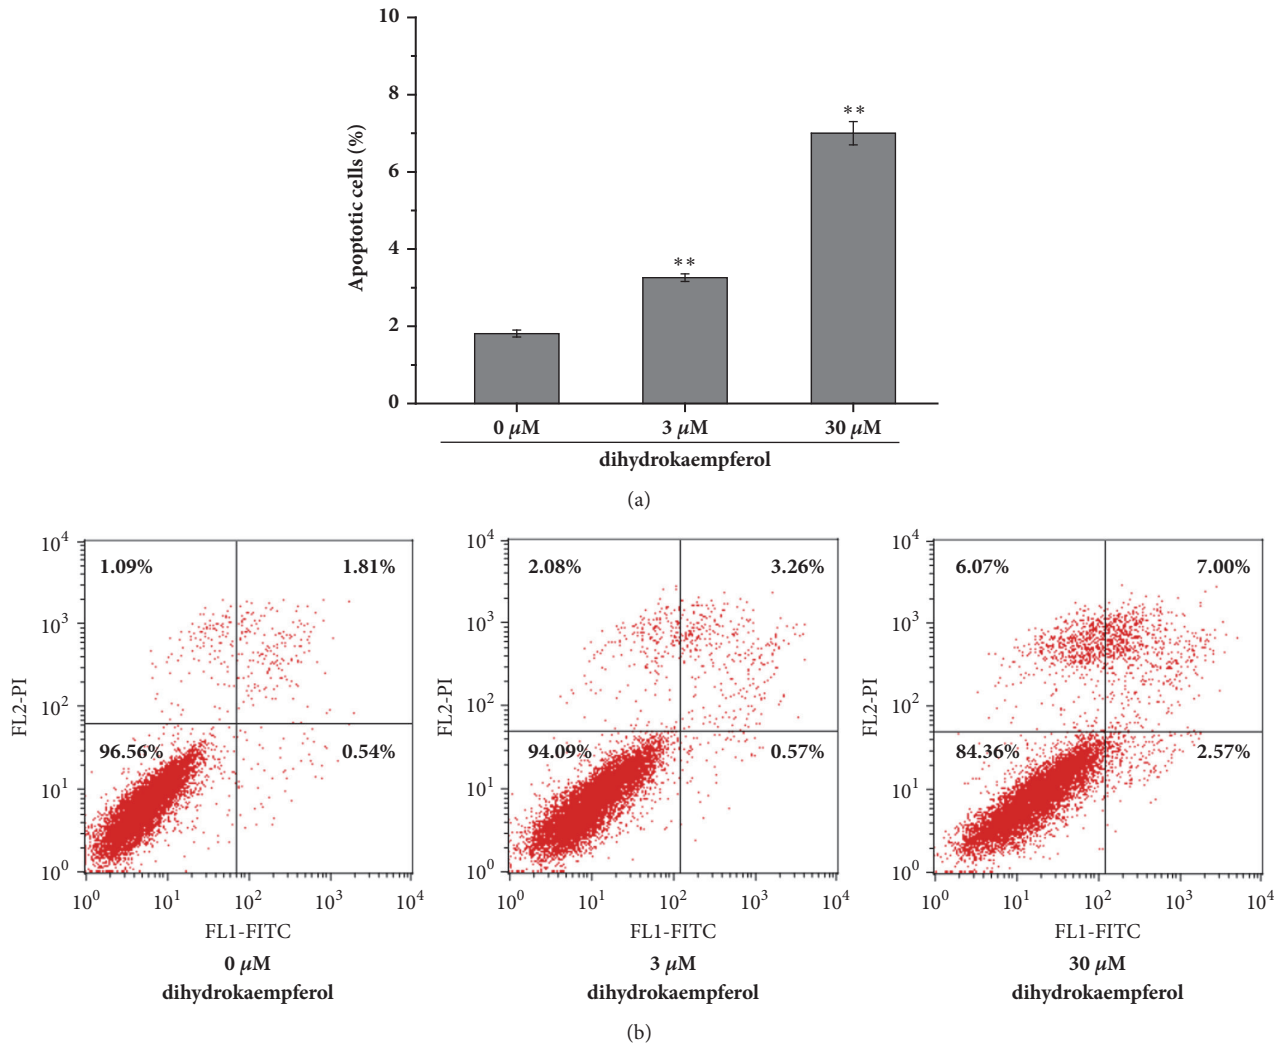 10
8
6
4
2
0
Apoptotic cells (%)
**
**
0 µM 3 µM 30 µM
dihydrokaempferol
(a)
10^4
10^3
10^2
10^1
10^0
FL2-PI
1.09% 1.81%
96.56% 0.54%
10^0 10^1 10^2 10^3 10^4
FL1-FITC
0 µM
dihydrokaempferol
10^4
10^3
10^2
10^1
10^0
FL2-PI
2.08% 3.26%
94.09% 0.57%
10^0 10^1 10^2 10^3 10^4
FL1-FITC
3 µM
dihydrokaempferol
10^4
10^3
10^2
10^1
10^0
FL2-PI
6.07% 7.00%
84.36% 2.57%
10^0 10^1 10^2 10^3 10^4
FL1-FITC
30 µM
dihydrokaempferol
(b)